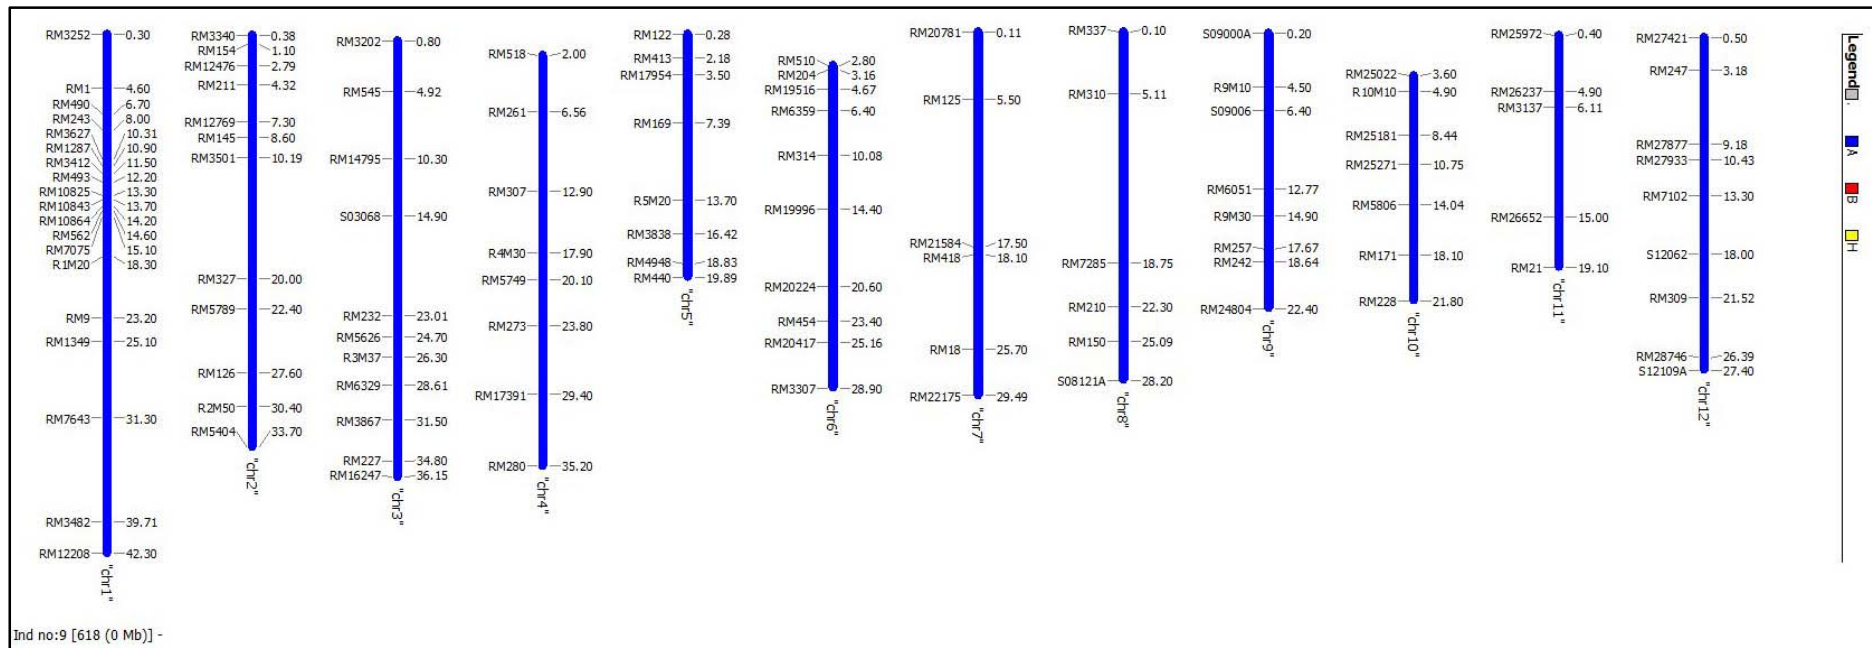 RM3252 0.30
RM1 4.60
RM490 6.70
RM243 8.00
RM3627 10.31
RM1287 10.90
RM3412 11.50
RM493 12.20
RM10825 13.30
RM10843 13.70
RM10864 14.20
RM562 14.60
RM7075 15.10
R1M20 18.30
RM9 23.20
RM1349 25.10
RM7643 31.30
RM3482 39.71
RM12208 42.30
"chr1"
RM3340 0.38
RM154 1.10
RM12476 2.79
RM211 4.32
RM12769 7.30
RM145 8.60
RM3501 10.19
RM327 20.00
RM5789 22.40
RM126 27.60
R2M50 30.40
RM5404 33.70
"chr2"
RM3202 0.80
RM545 4.92
RM14795 10.30
S03068 14.90
RM232 23.01
RM5626 24.70
R3M37 26.30
RM6329 28.61
RM3867 31.50
RM227 34.80
RM16247 36.15
"chr3"
RM518 2.00
RM261 6.56
RM307 12.90
R4M30 17.90
RM5749 20.10
RM273 23.80
RM17391 29.40
RM280 35.20
"chr4"
RM122 0.28
RM413 2.18
RM17954 3.50
RM169 7.39
R5M20 13.70
RM3838 16.42
RM4948 18.83
RM440 19.89
"chr5"
RM510 2.80
RM204 3.16
RM19516 4.67
RM6359 6.40
RM314 10.08
RM19996 14.40
RM20224 20.60
RM454 23.40
RM20417 25.16
RM3307 28.90
"chr6"
RM20781 0.11
RM125 5.50
RM21584 17.50
RM418 18.10
RM18 25.70
RM22175 29.49
"chr7"
RM337 0.10
RM310 5.11
RM7285 18.75
RM210 22.30
RM150 25.09
S08121A 28.20
"chr8"
S09000A 0.20
R9M10 4.50
S09006 6.40
RM6051 12.77
R9M30 14.90
RM257 17.67
RM242 18.64
RM24804 22.40
"chr9"
RM25022 3.60
R10M10 4.90
RM25181 8.44
RM25271 10.75
RM5806 14.04
RM171 18.10
RM228 21.80
"chr10"
RM25972 0.40
RM26237 4.90
RM3137 6.11
RM26652 15.00
RM21 19.10
"chr11"
RM27421 0.50
RM247 3.18
RM27877 9.18
RM27933 10.43
RM7102 13.30
S12062 18.00
RM309 21.52
RM28746 26.39
S12109A 27.40
"chr12"
Legend
.
A
B
H
Ind no:9 [618 (0 Mb)] -